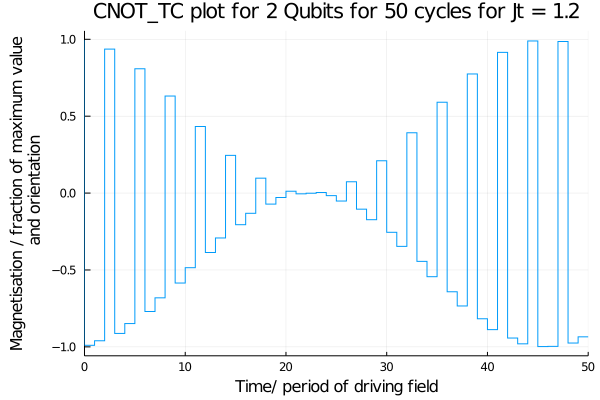 CNOT_TC plot for 2 Qubits for 50 cycles for Jt = 1.2
Magnetisation / fraction of maximum value
and orientation
1.0
0.5
0.0
−0.5
−1.0
0
10
20
30
40
50
Time/ period of driving field